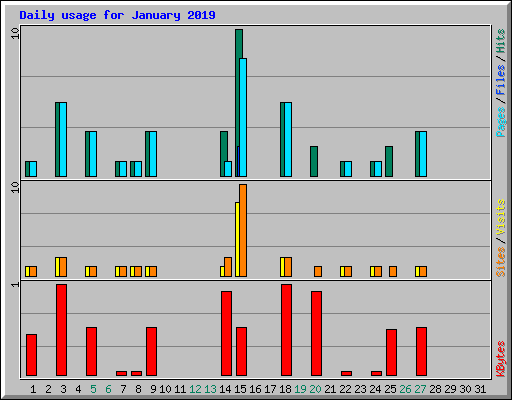 Daily usage for January 2019
10
Pages / Files / Hits
10
Sites / Visits
1
KBytes
1 2 3 4 5 6 7 8 9 10 11 12 13 14 15 16 17 18 19 20 21 22 23 24 25 26 27 28 29 30 31